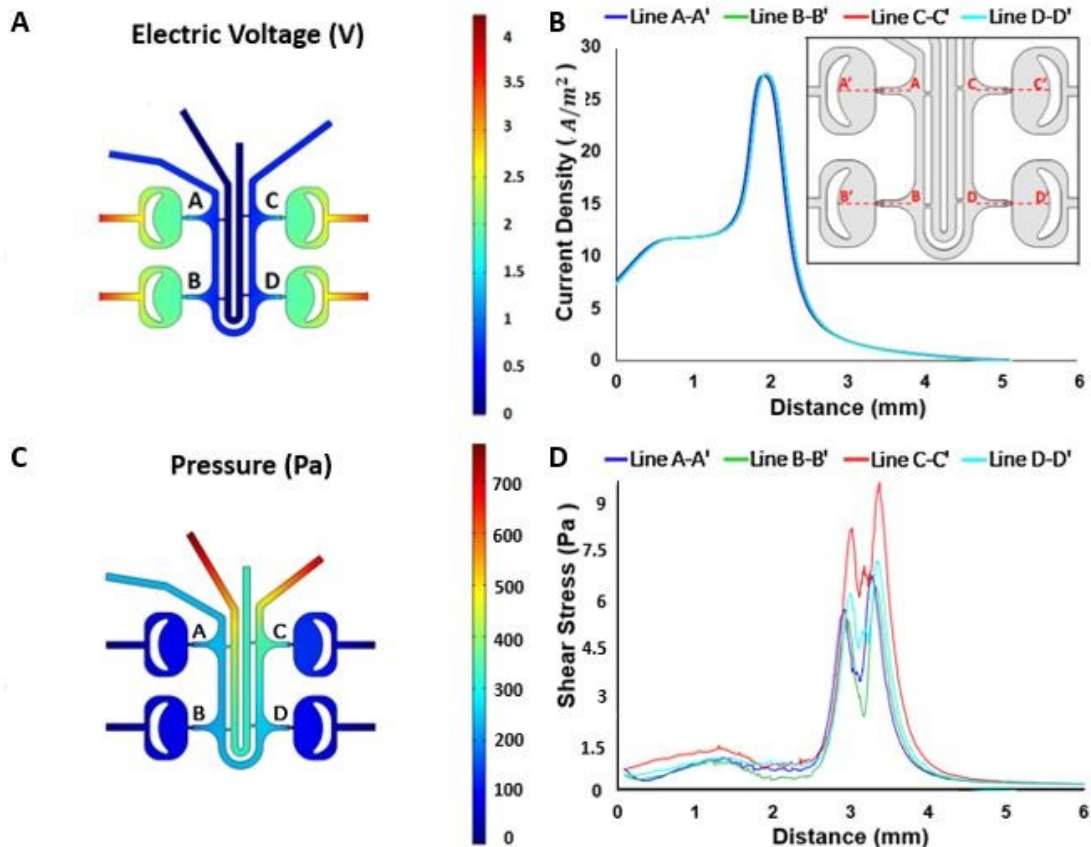 A
Electric Voltage (V)
4
3.5
3
2.5
2
1.5
1
0.5
0
A
C
B
D
B
Line A-A' Line B-B' Line C-C' Line D-D'
Current Density ( A/m² )
30
25
20
15
10
5
0
0 1 2 3 4 5 6
Distance (mm)
A' A C C'
B' B D D'
C
Pressure (Pa)
700
600
500
400
300
200
100
0
A
C
B
D
D
Line A-A' Line B-B' Line C-C' Line D-D'
Shear Stress (Pa)
9
7.5
6
4.5
3
1.5
0
0 1 2 3 4 5 6
Distance (mm)